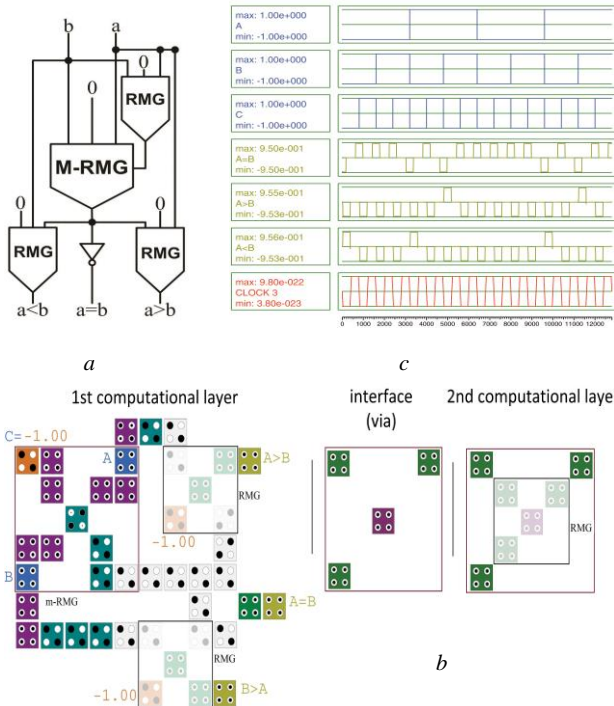 b a
0
RMG
0
M-RMG
0
0
RMG
RMG
a<b a=b a>b
a
max: 1.00e+000
A
min: -1.00e+000
max: 1.00e+000
B
min: -1.00e+000
max: 1.00e+000
C
min: -1.00e+000
max: 9.50e-001
A=B
min: -9.50e-001
max: 9.55e-001
A>B
min: -9.53e-001
max: 9.56e-001
A<B
min: -9.53e-001
max: 9.80e-022
CLOCK 3
min: 3.80e-023
0 1000 2000 3000 4000 5000 6000 7000 8000 9000 10000 11000 12000
c
1st computational layer
C=-1.00
A
A>B
RMG
-1.00
B
m-RMG
A=B
RMG
-1.00
B>A
interface
(via)
2nd computational laye
RMG
b